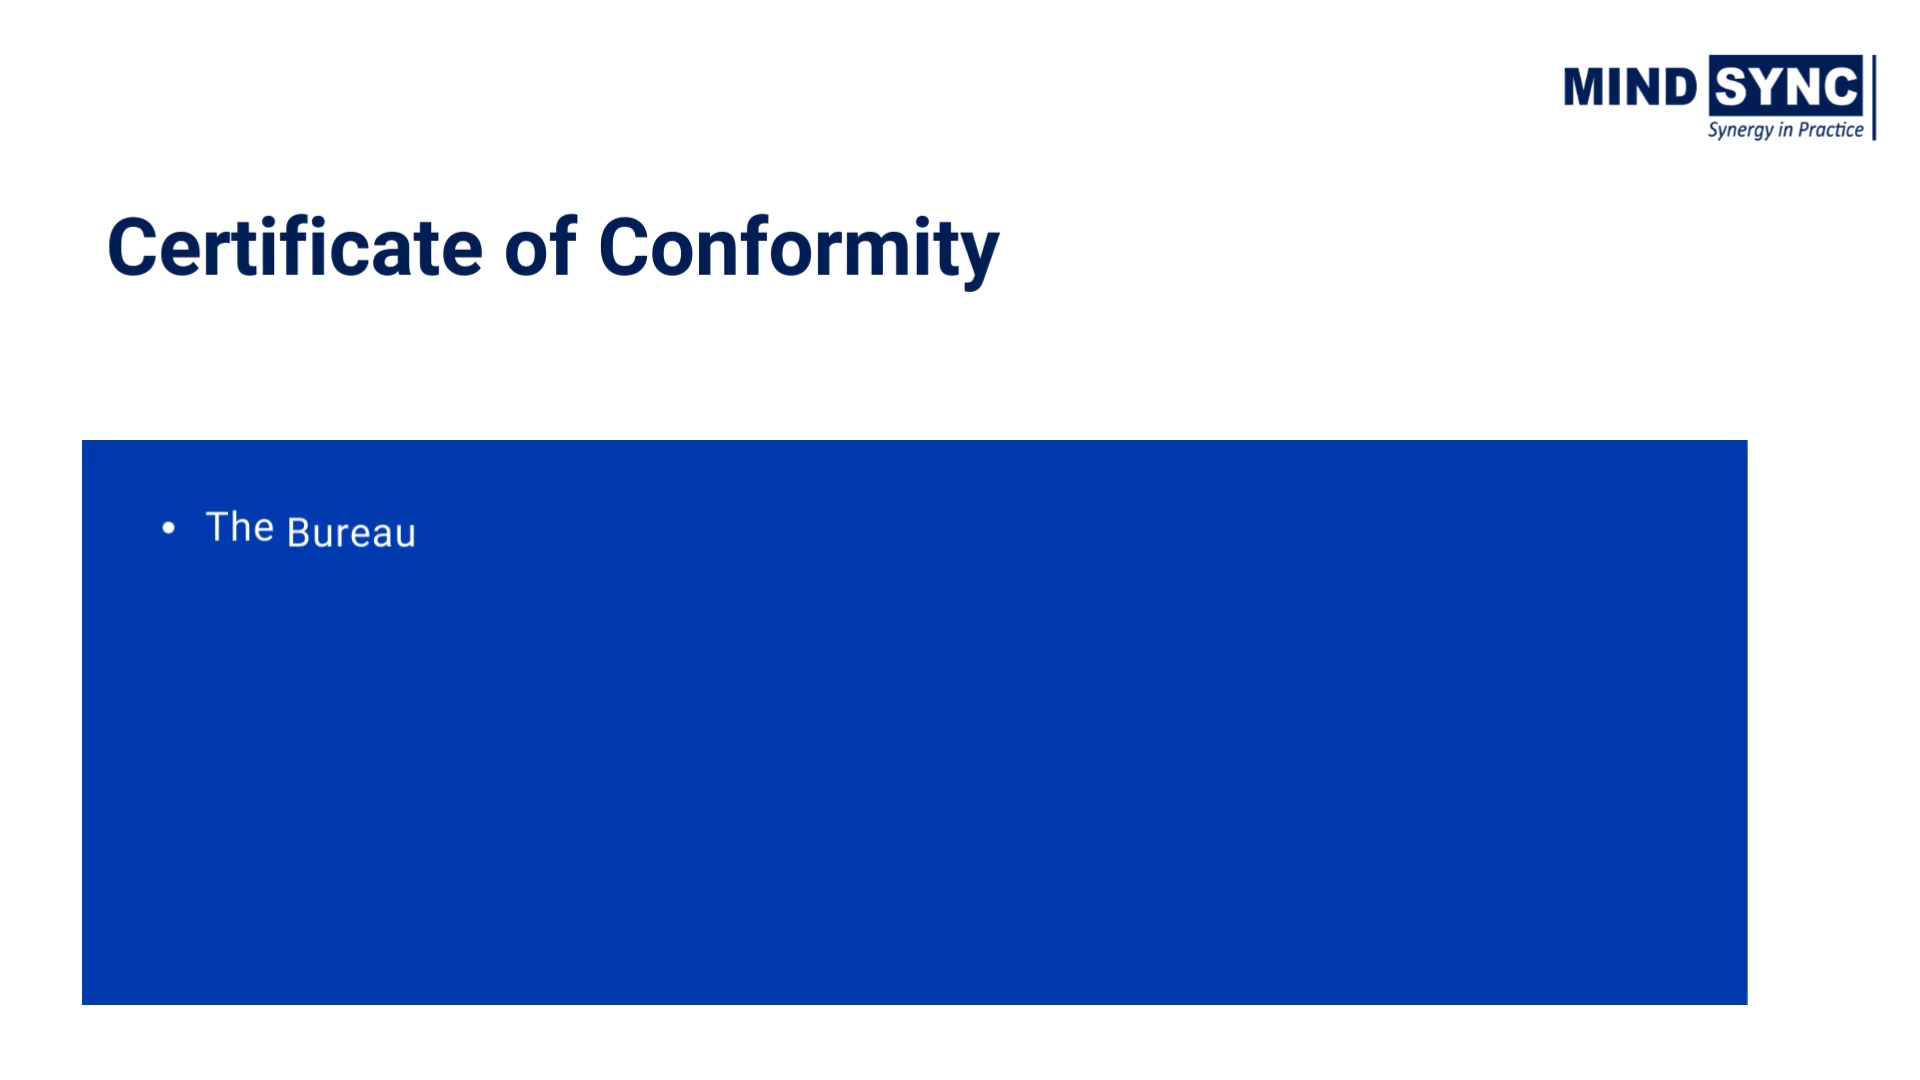 MIND SYNC
Synergy in Practice
Certificate of Conformity
• The Bureau